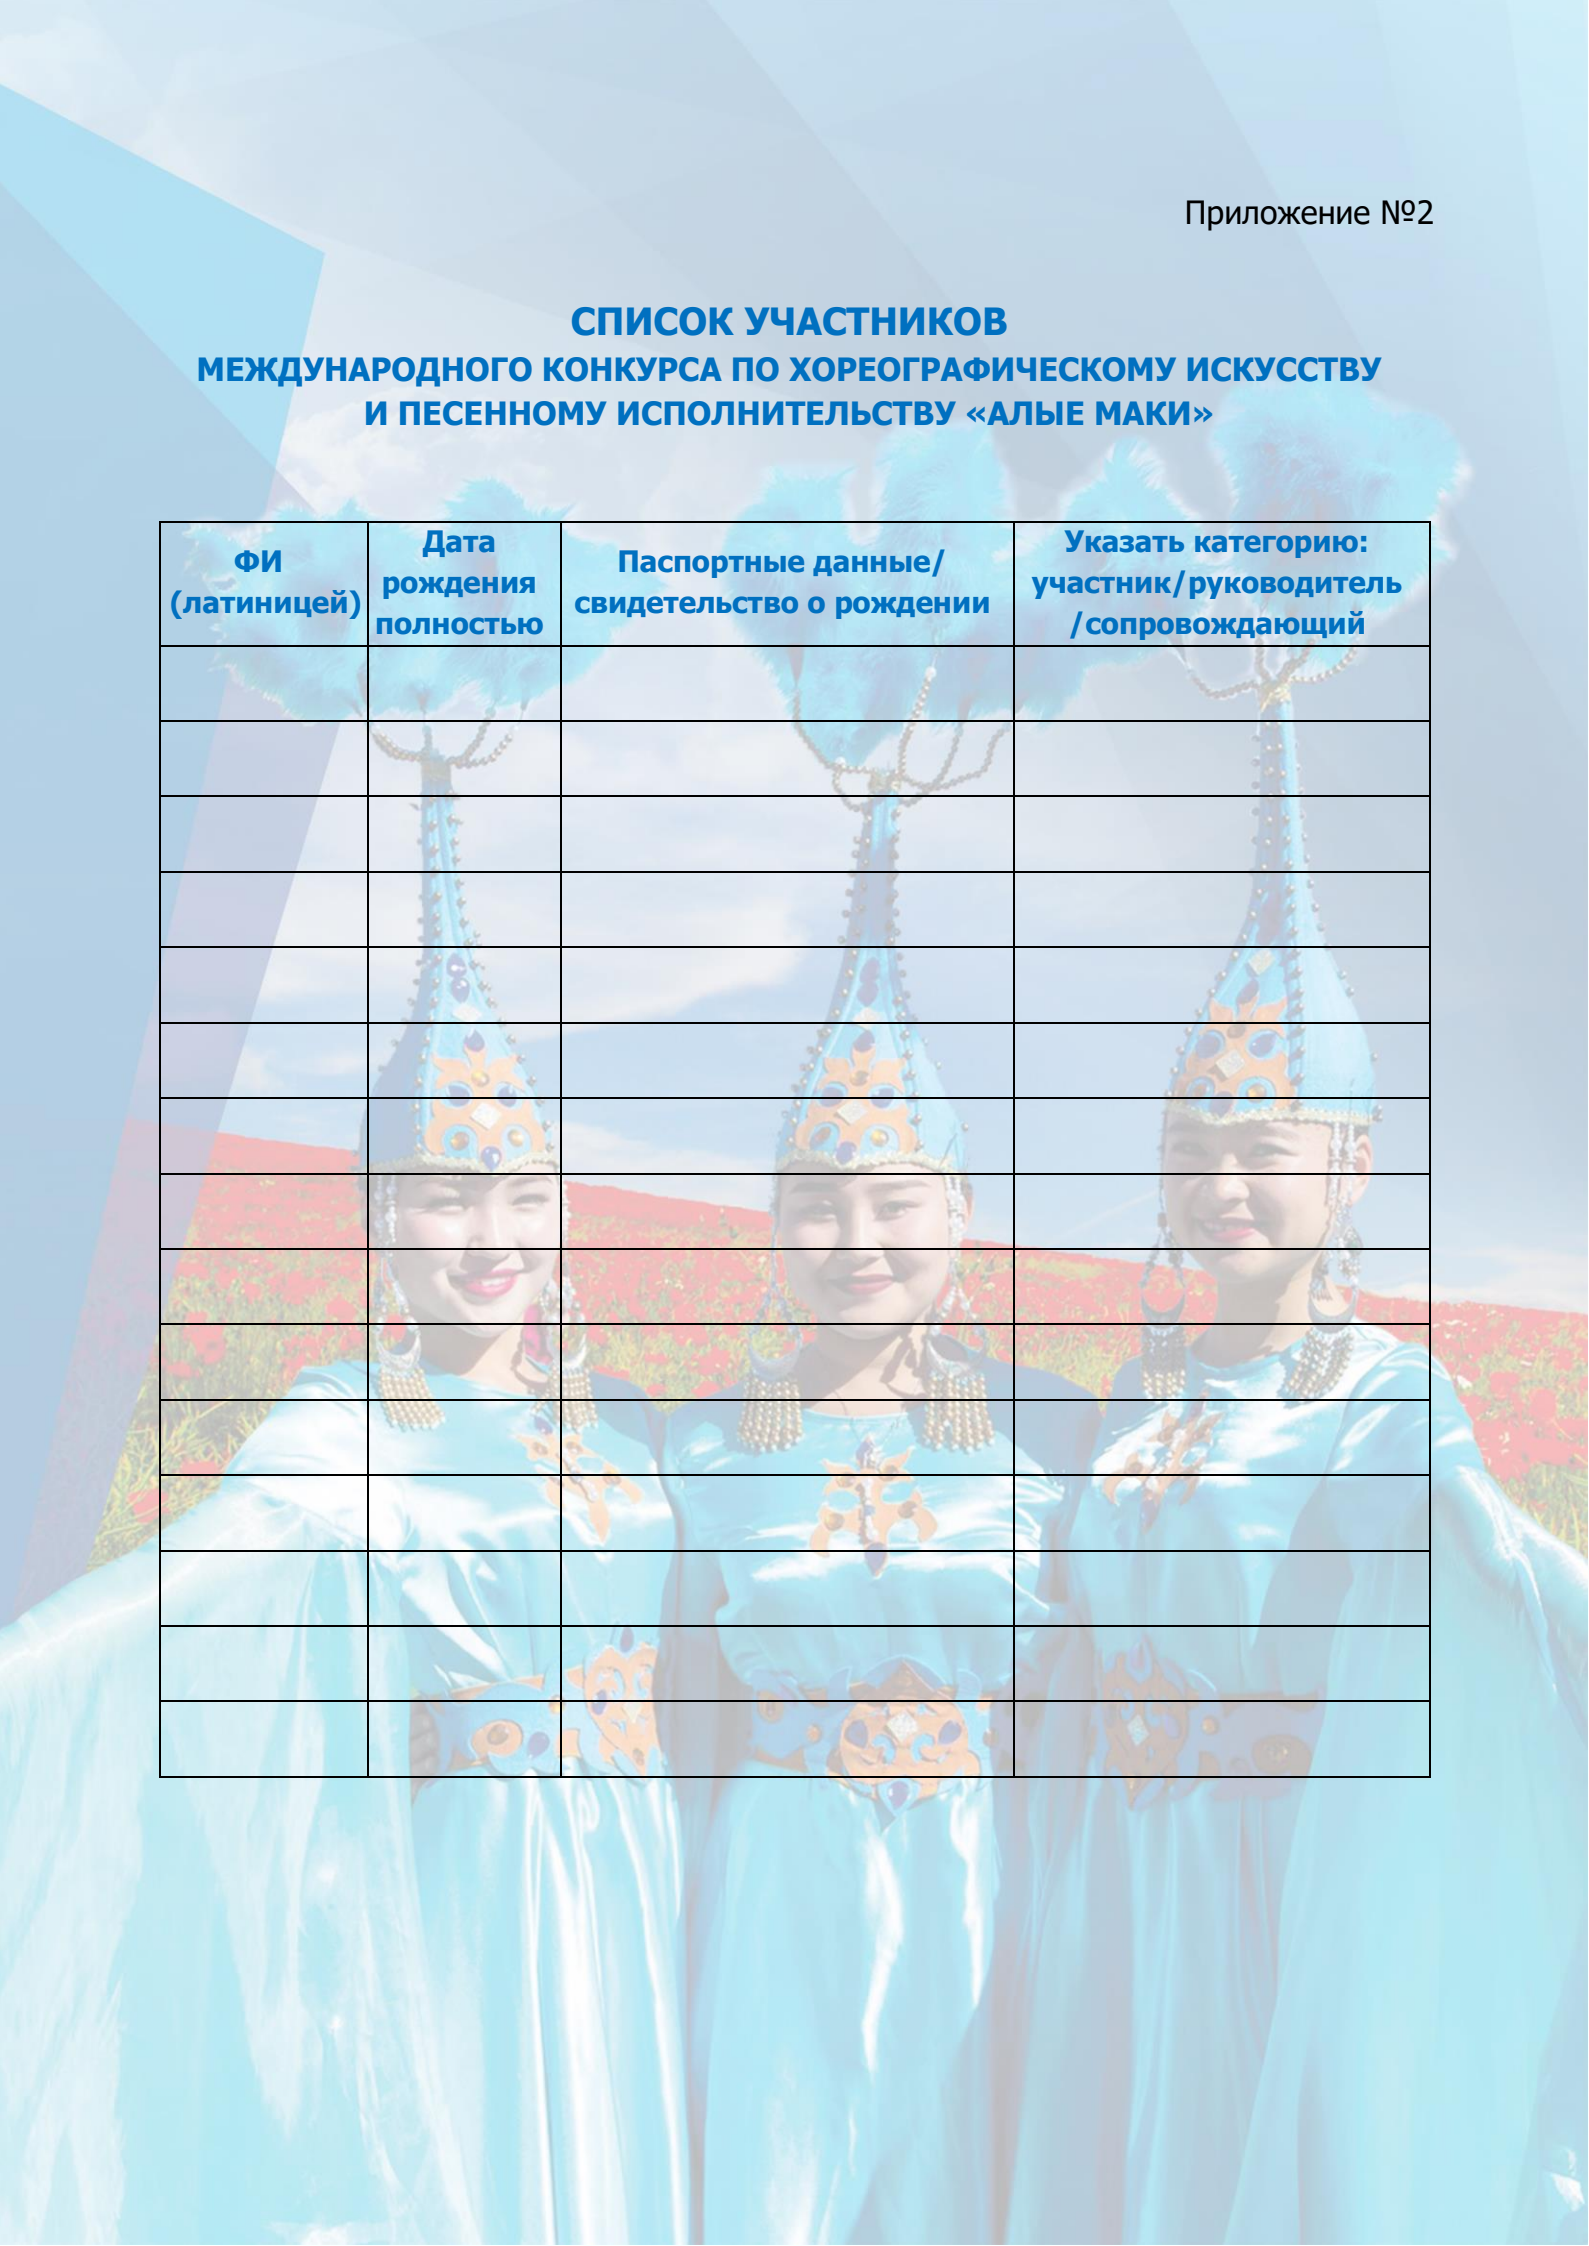 Приложение №2
СПИСОК УЧАСТНИКОВ
МЕЖДУНАРОДНОГО КОНКУРСА ПО ХОРЕОГРАФИЧЕСКОМУ ИСКУССТВУ
И ПЕСЕННОМУ ИСПОЛНИТЕЛЬСТВУ «АЛЫЕ МАКИ»
ФИ
(латиницей)
Дата
рождения
полностью
Паспортные данные/
свидетельство о рождении
Указать категорию:
участник/руководитель
/сопровождающий